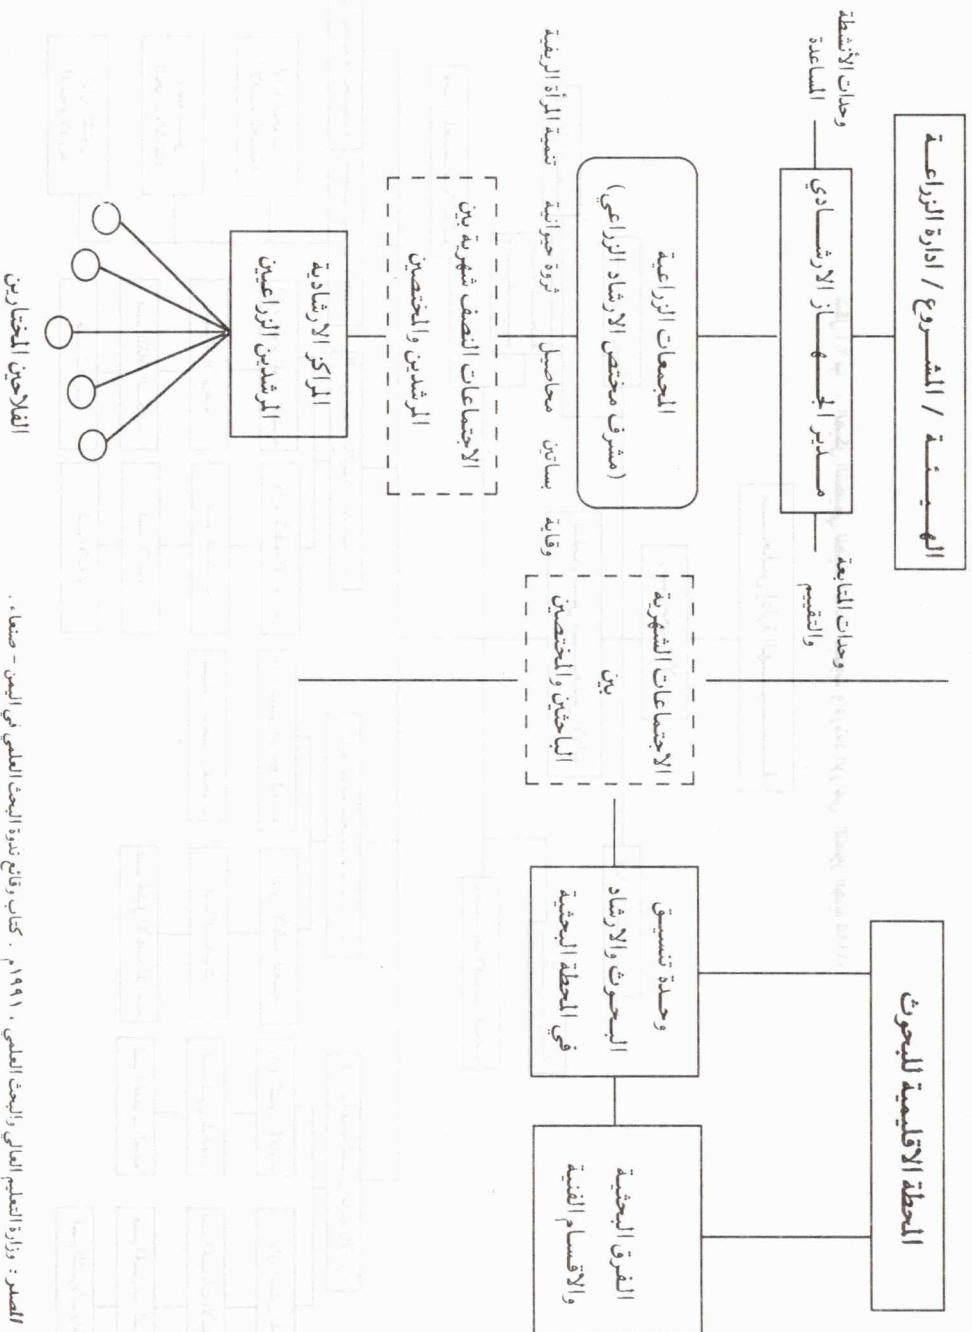 الهيئة / المشروع / ادارة الزراعة
مدير الجهاز الارشادي
وحدات الأنشطة
المساعدة
وحدات المتابعة
والتقييم
المجمعات الزراعية
(مشرف مختص الارشاد الزراعي)
وقاية بساتين محاصيل ثروة حيوانية تنمية المرأة الريفية
الاجتماعات النصف شهرية بين
المرشدين والمختصين
المراكز الارشادية
المرشدين الزراعيين
الفلاحين المختارين
المحطة الاقليمية للبحوث
الاجتماعات الشهرية
بين
الباحثين والمختصين
وحدة تنسيق
البحوث والارشاد
في المحطة البحثية
الفرق البحثية
والاقسام الفنية
المصدر : وزارة التعليم العالي والبحث العلمي . ١٩٩١م . كتاب وقائع ندوة البحث العلمي في اليمن - صنعاء .